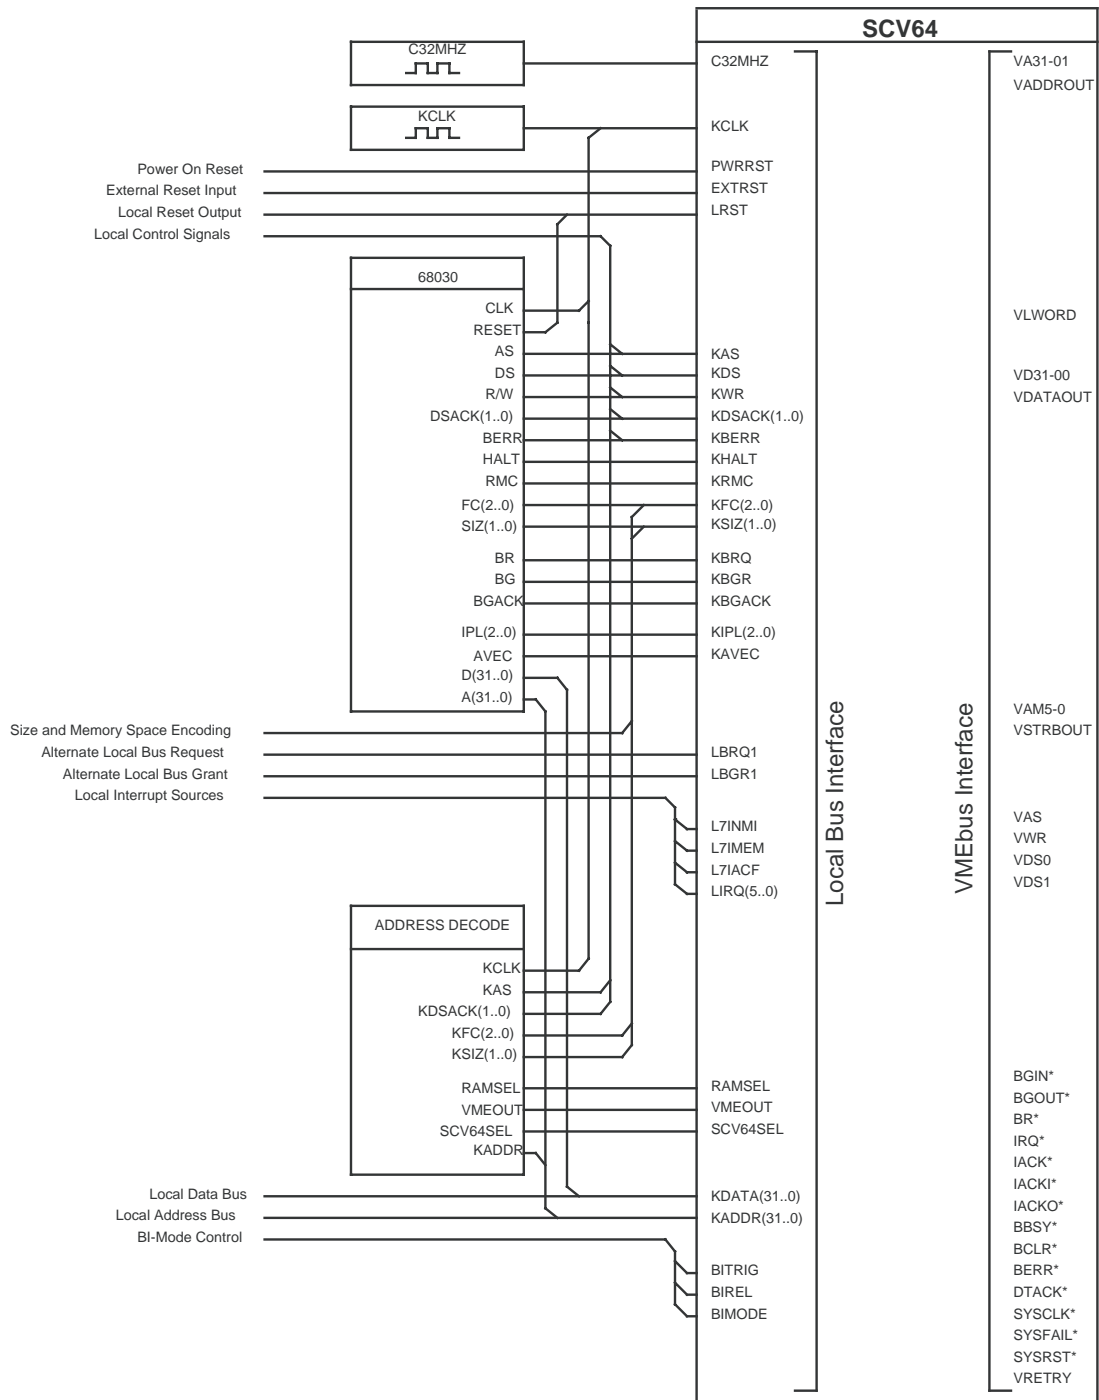 SCV64
C32MHZ
C32MHZ
VA31-01
VADDROUT
KCLK
KCLK
Power On Reset
PWRRST
External Reset Input
EXTRST
Local Reset Output
LRST
Local Control Signals
68030
CLK
VLWORD
RESET
AS
KAS
DS
KDS
VD31-00
R/W
KWR
VDATAOUT
DSACK(1..0)
KDSACK(1..0)
BERR
KBERR
HALT
KHALT
RMC
KRMC
FC(2..0)
KFC(2..0)
SIZ(1..0)
KSIZ(1..0)
BR
KBRQ
BG
KBGR
BGACK
KBGACK
IPL(2..0)
KIPL(2..0)
AVEC
KAVEC
D(31..0)
A(31..0)
VAM5-0
Size and Memory Space Encoding
VSTRBOUT
Alternate Local Bus Request
LBRQ1
Alternate Local Bus Grant
LBGR1
Local Interrupt Sources
Local Bus Interface
VMEbus Interface
VAS
L7INMI
VWR
L7IMEM
VDS0
L7IACF
VDS1
LIRQ(5..0)
ADDRESS DECODE
KCLK
KAS
KDSACK(1..0)
KFC(2..0)
KSIZ(1..0)
BGIN*
RAMSEL
RAMSEL
BGOUT*
VMEOUT
VMEOUT
BR*
SCV64SEL
SCV64SEL
IRQ*
KADDR
IACK*
IACKI*
Local Data Bus
KDATA(31..0)
IACKO*
Local Address Bus
KADDR(31..0)
BBSY*
BI-Mode Control
BCLR*
BITRIG
BERR*
BIREL
DTACK*
BIMODE
SYSCLK*
SYSFAIL*
SYSRST*
VRETRY